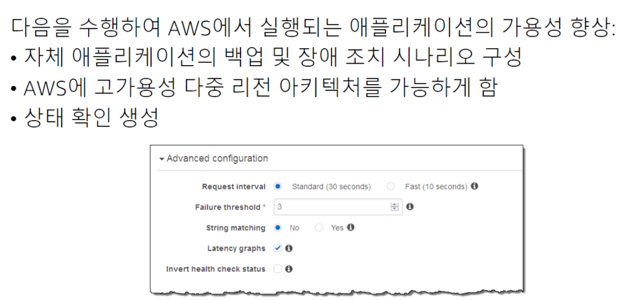 다음을 수행하여 AWS에서 실행되는 애플리케이션의 가용성 향상:
• 자체 애플리케이션의 백업 및 장애 조치 시나리오 구성
• AWS에 고가용성 다중 리전 아키텍처를 가능하게 함
• 상태 확인 생성
Advanced configuration
Request interval Standard (30 seconds) Fast (10 seconds)
Failure threshold * 3
String matching No Yes
Latency graphs
Invert health check status